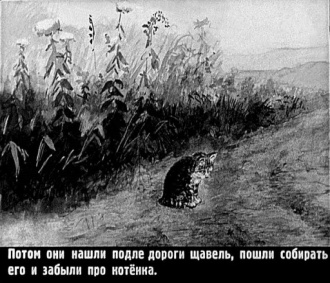 Потом они нашли подле дороги щавель, пошли собирать
его и забыли про котёнка.